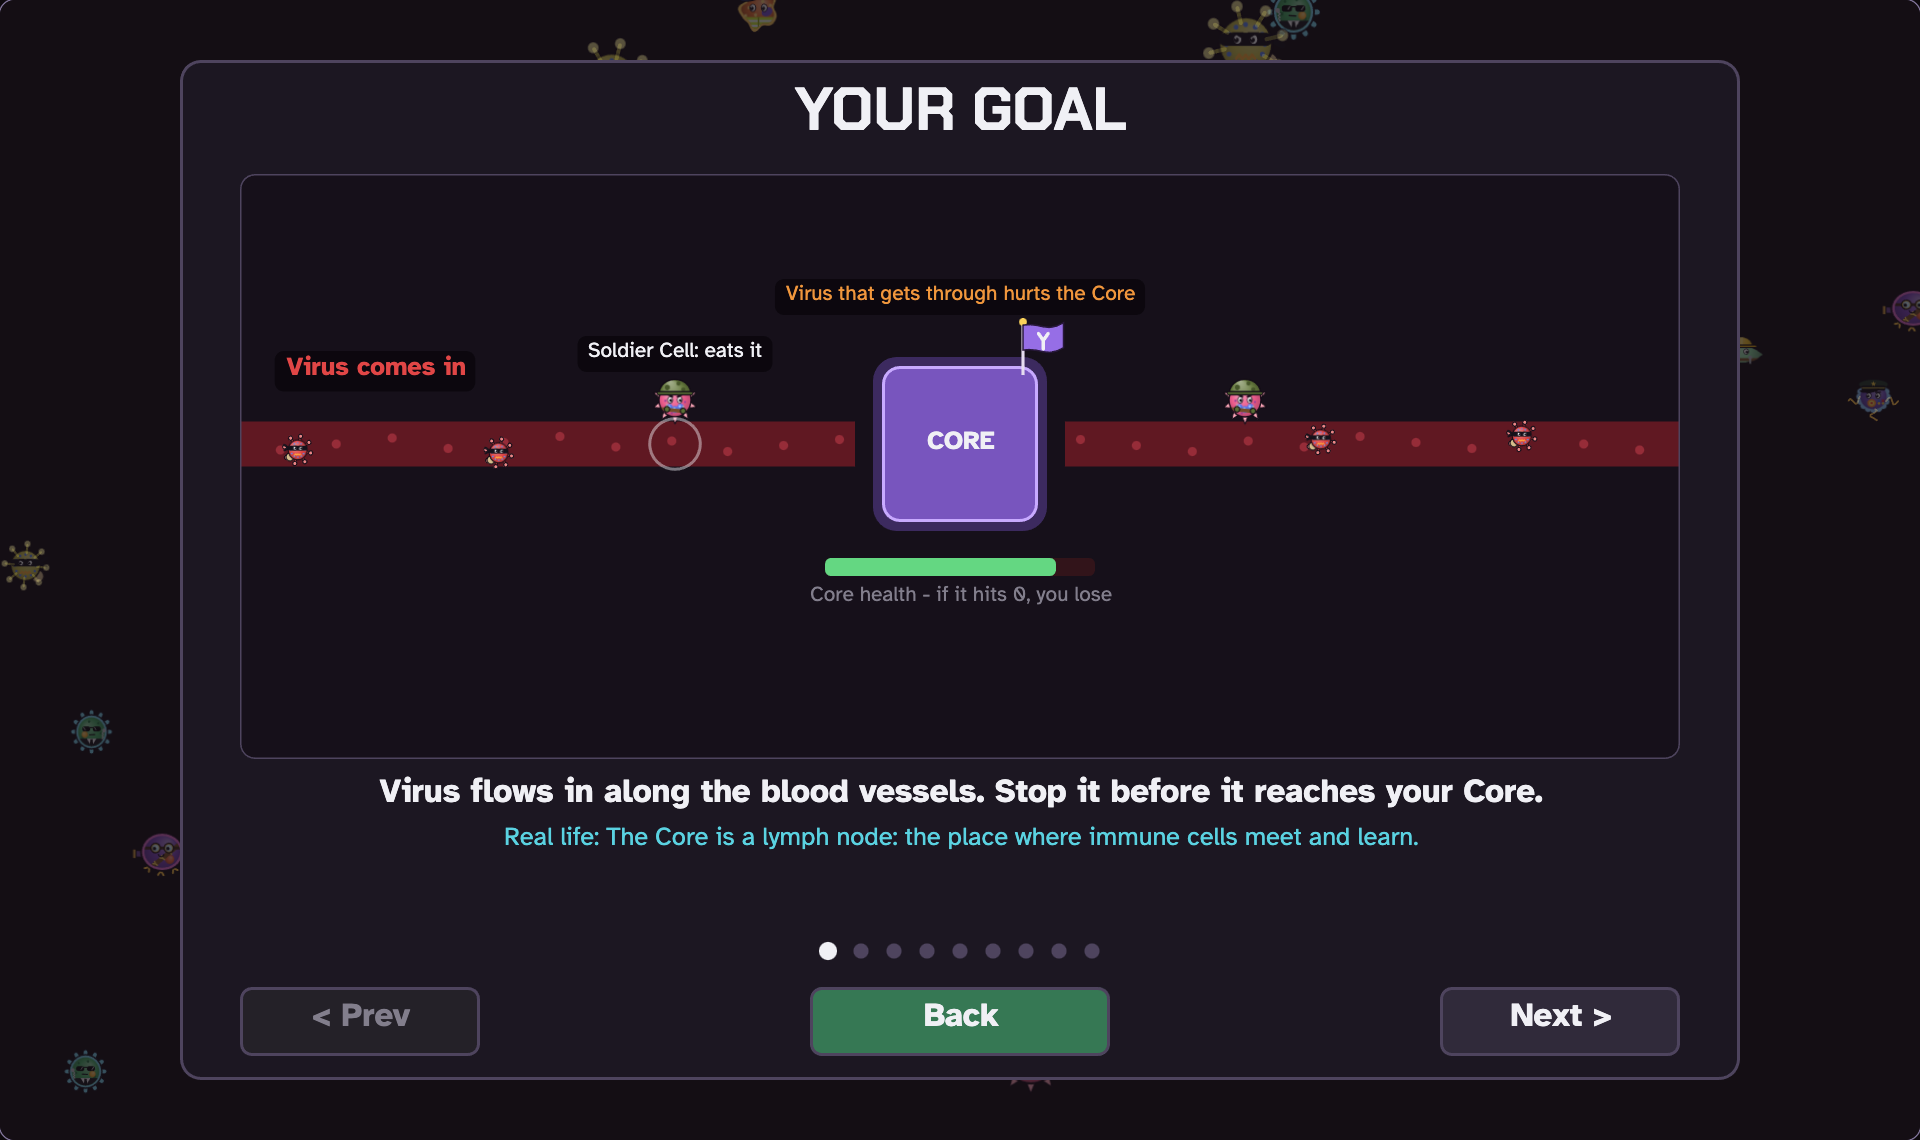 YOUR GOAL
Virus that gets through hurts the Core
Y
Soldier Cell: eats it
Virus comes in
CORE
Core health - if it hits 0, you lose
Virus flows in along the blood vessels. Stop it before it reaches your Core.
Real life: The Core is a lymph node: the place where immune cells meet and learn.
< Prev
Back
Next >